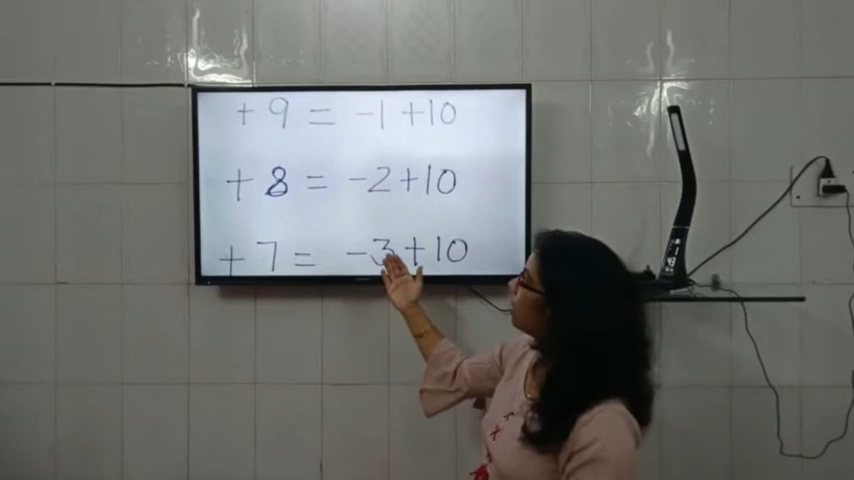 + 9 = -1 +10
+ 8 = -2+10
+ 7 = -3+10